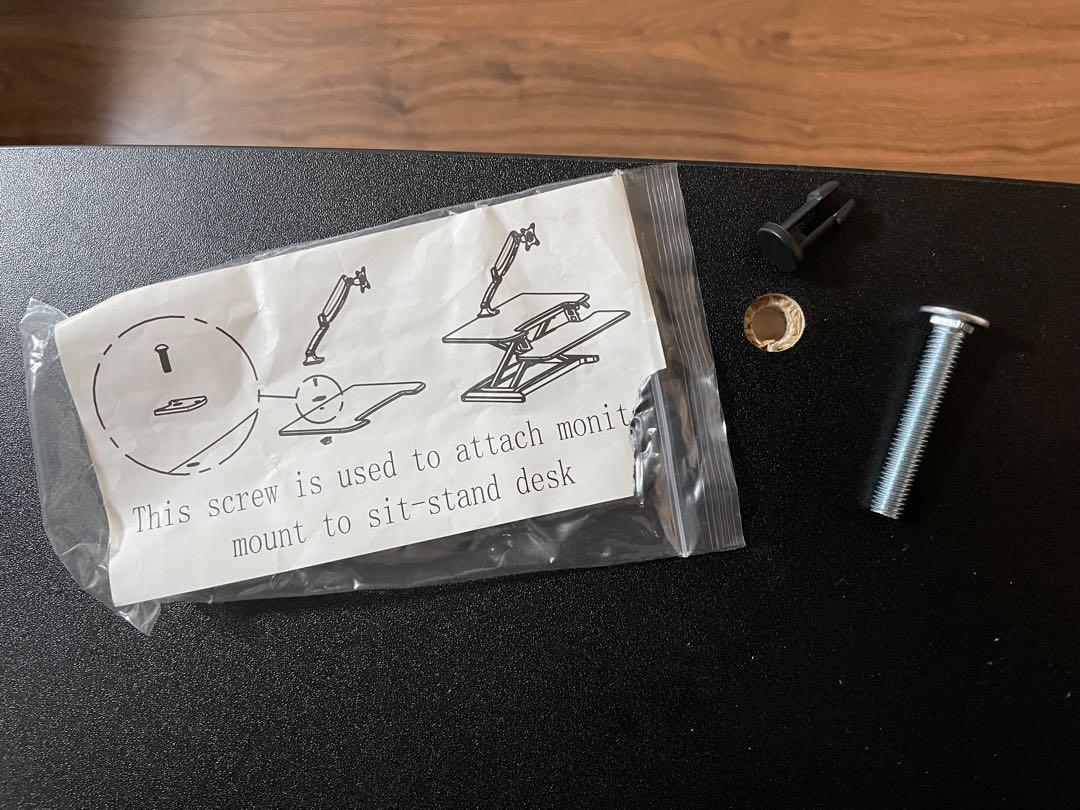 This screw is used to attach monit
mount to sit-stand desk